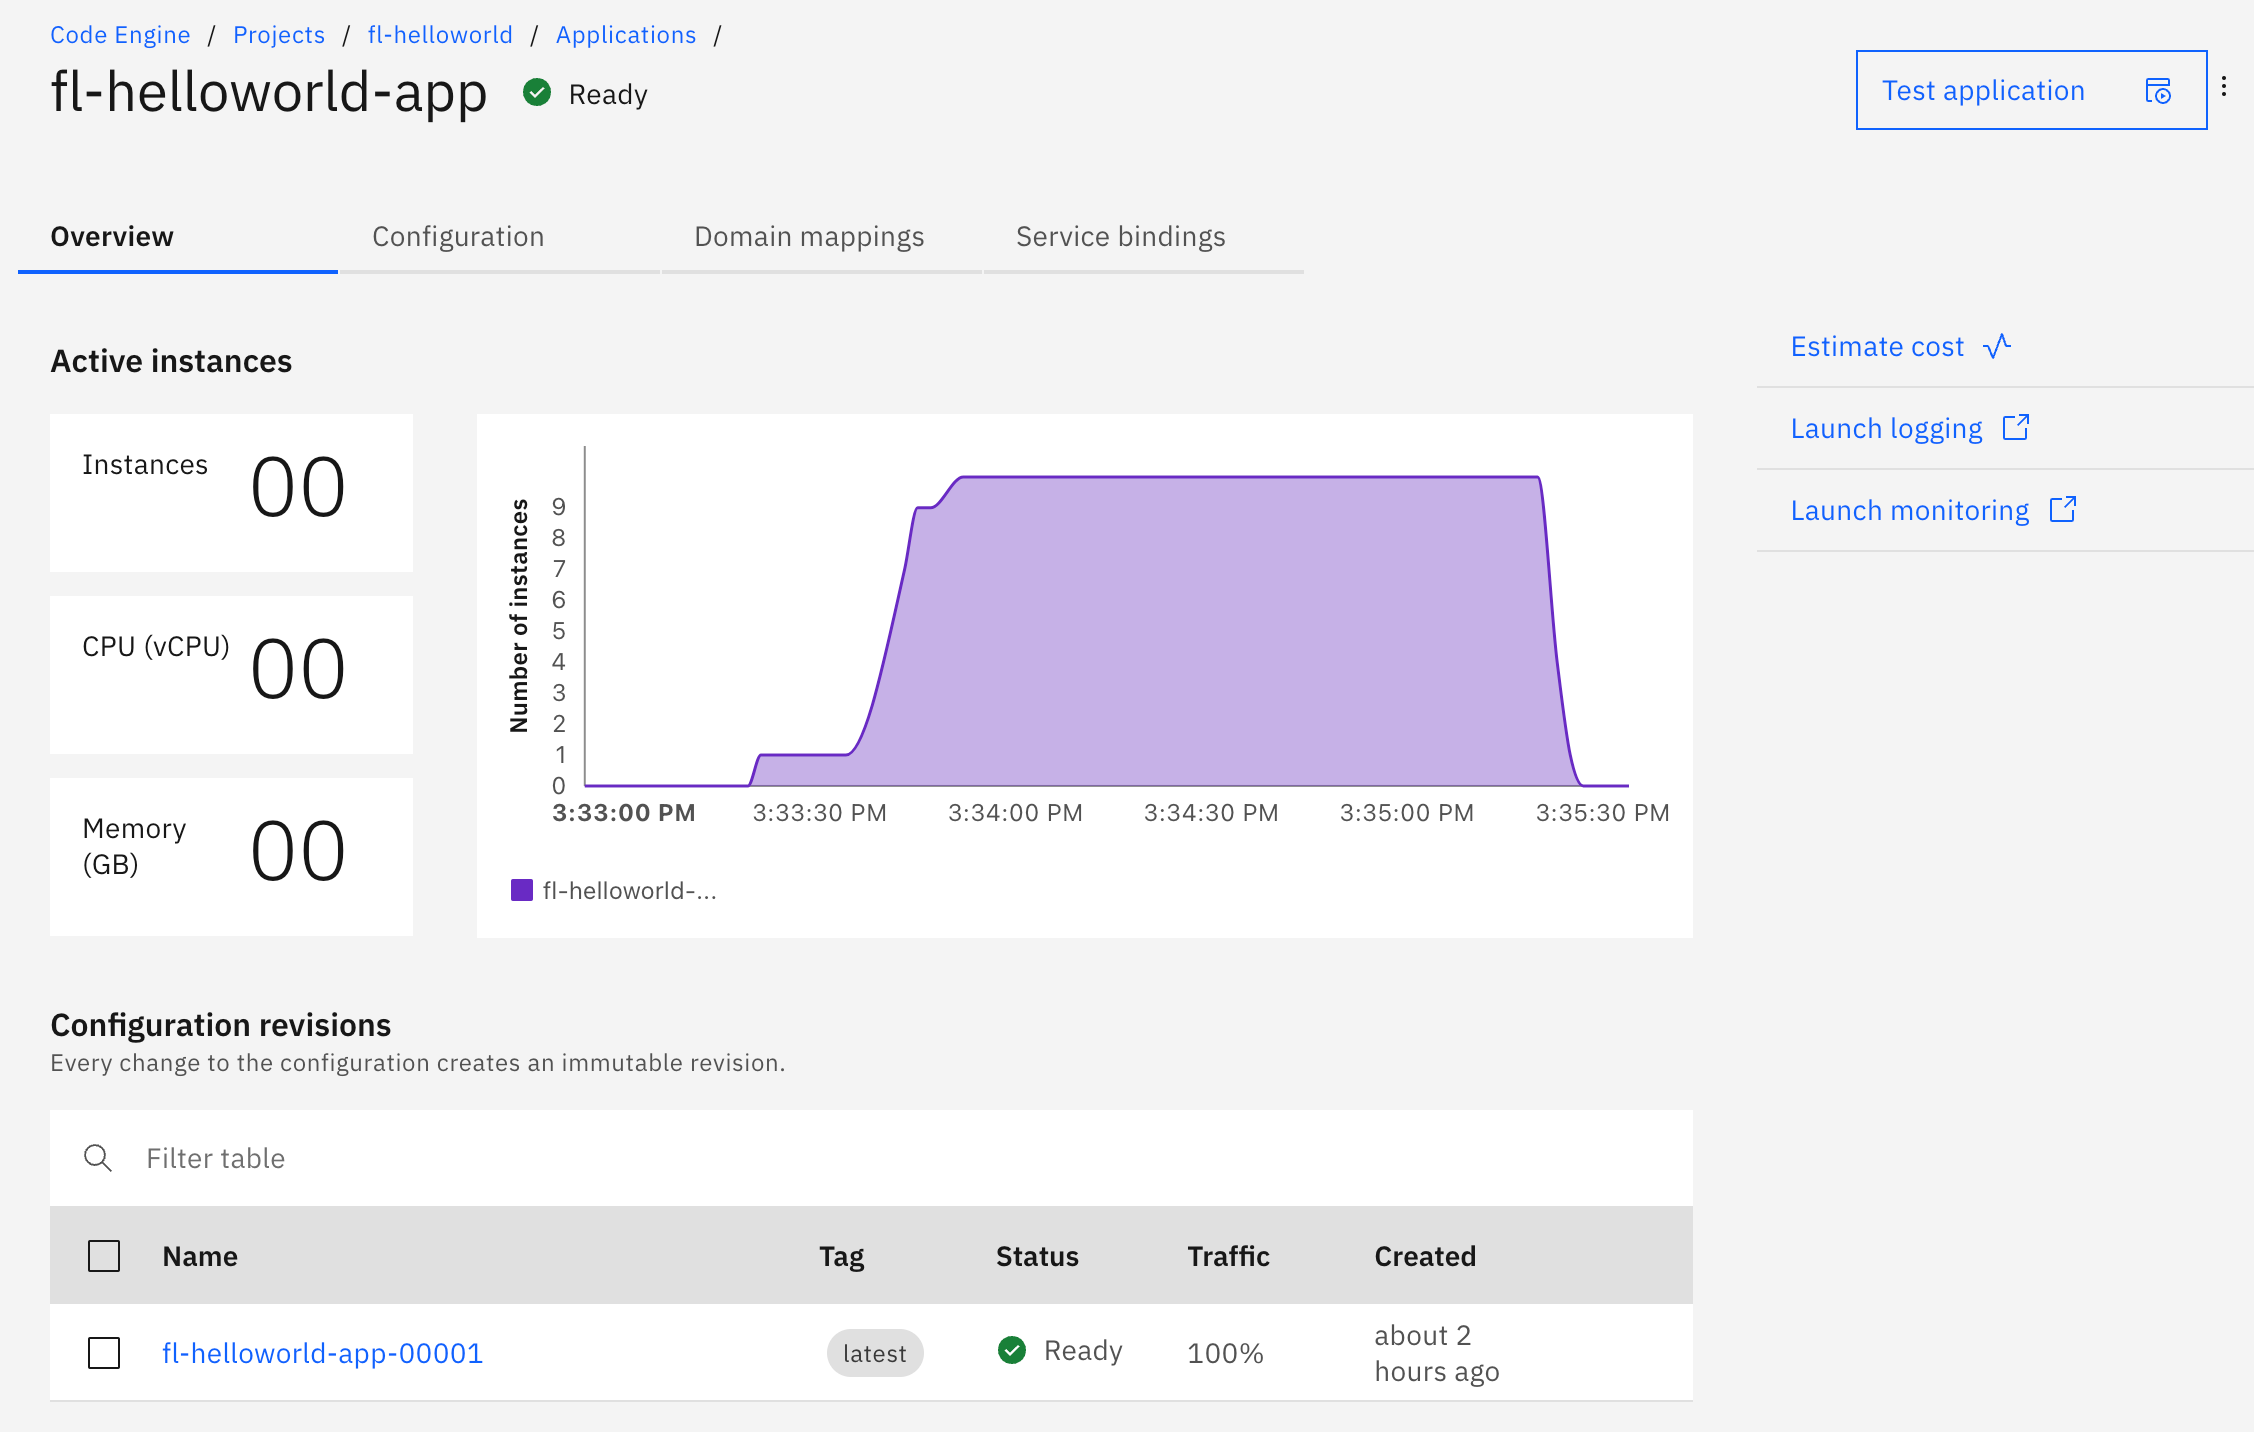 Code Engine / Projects / fl-helloworld / Applications /
fl-helloworld-app Ready
Test application
Overview Configuration Domain mappings Service bindings
Active instances
Instances 00
CPU (vCPU) 00
Memory
(GB) 00
Number of instances
9
8
7
6
5
4
3
2
1
0
3:33:00 PM 3:33:30 PM 3:34:00 PM 3:34:30 PM 3:35:00 PM 3:35:30 PM
fl-helloworld-...
Estimate cost
Launch logging
Launch monitoring
Configuration revisions
Every change to the configuration creates an immutable revision.
Filter table
Name Tag Status Traffic Created
fl-helloworld-app-00001 latest Ready 100% about 2
hours ago